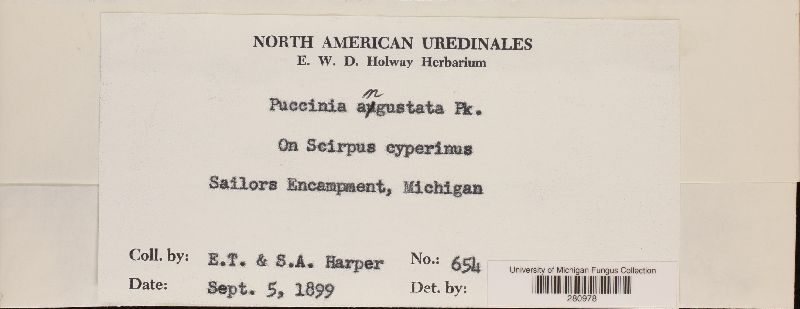 NORTH AMERICAN UREDINALES
E. W. D. Holway Herbarium
Puccinia angustata Pk.
On Scirpus cyperinus
Sailors Encampment, Michigan
Coll. by: E.T. & S.A. Harper No.: 654
Date: Sept. 5, 1899 Det. by:
University of Michigan Fungus Collection
280978